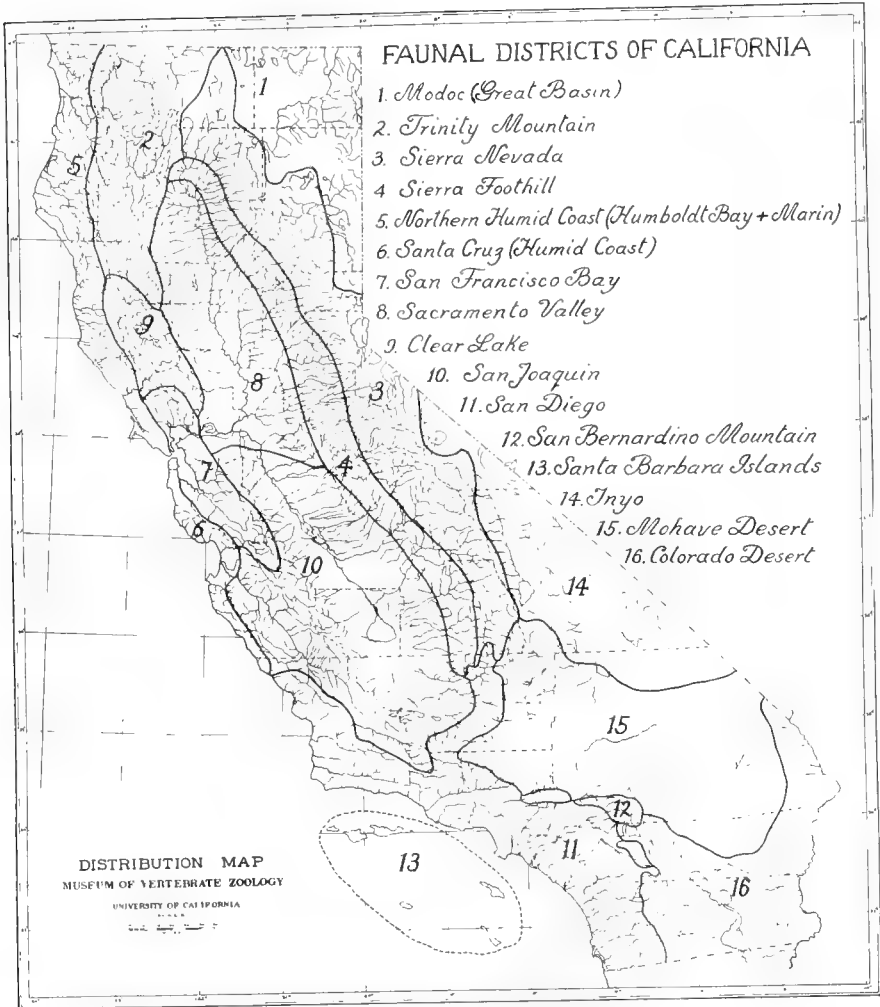 FAUNAL DISTRICTS OF CALIFORNIA
1. Modoc (Great Basin)
2. Trinity Mountain
3. Sierra Nevada
4 Sierra Foothill
5. Northern Humid Coast (Humboldt Bay + Marin)
6. Santa Cruz (Humid Coast)
7. San Francisco Bay
8. Sacramento Valley
9. Clear Lake
10. San Joaquin
11. San Diego
12. San Bernardino Mountain
13. Santa Barbara Islands
14. Inyo
15. Mohave Desert
16. Colorado Desert
1
2
5
9
8
3
4
7
6
10
14
15
12
11
13
16
DISTRIBUTION MAP
MUSEUM OF VERTEBRATE ZOOLOGY
UNIVERSITY OF CALIFORNIA